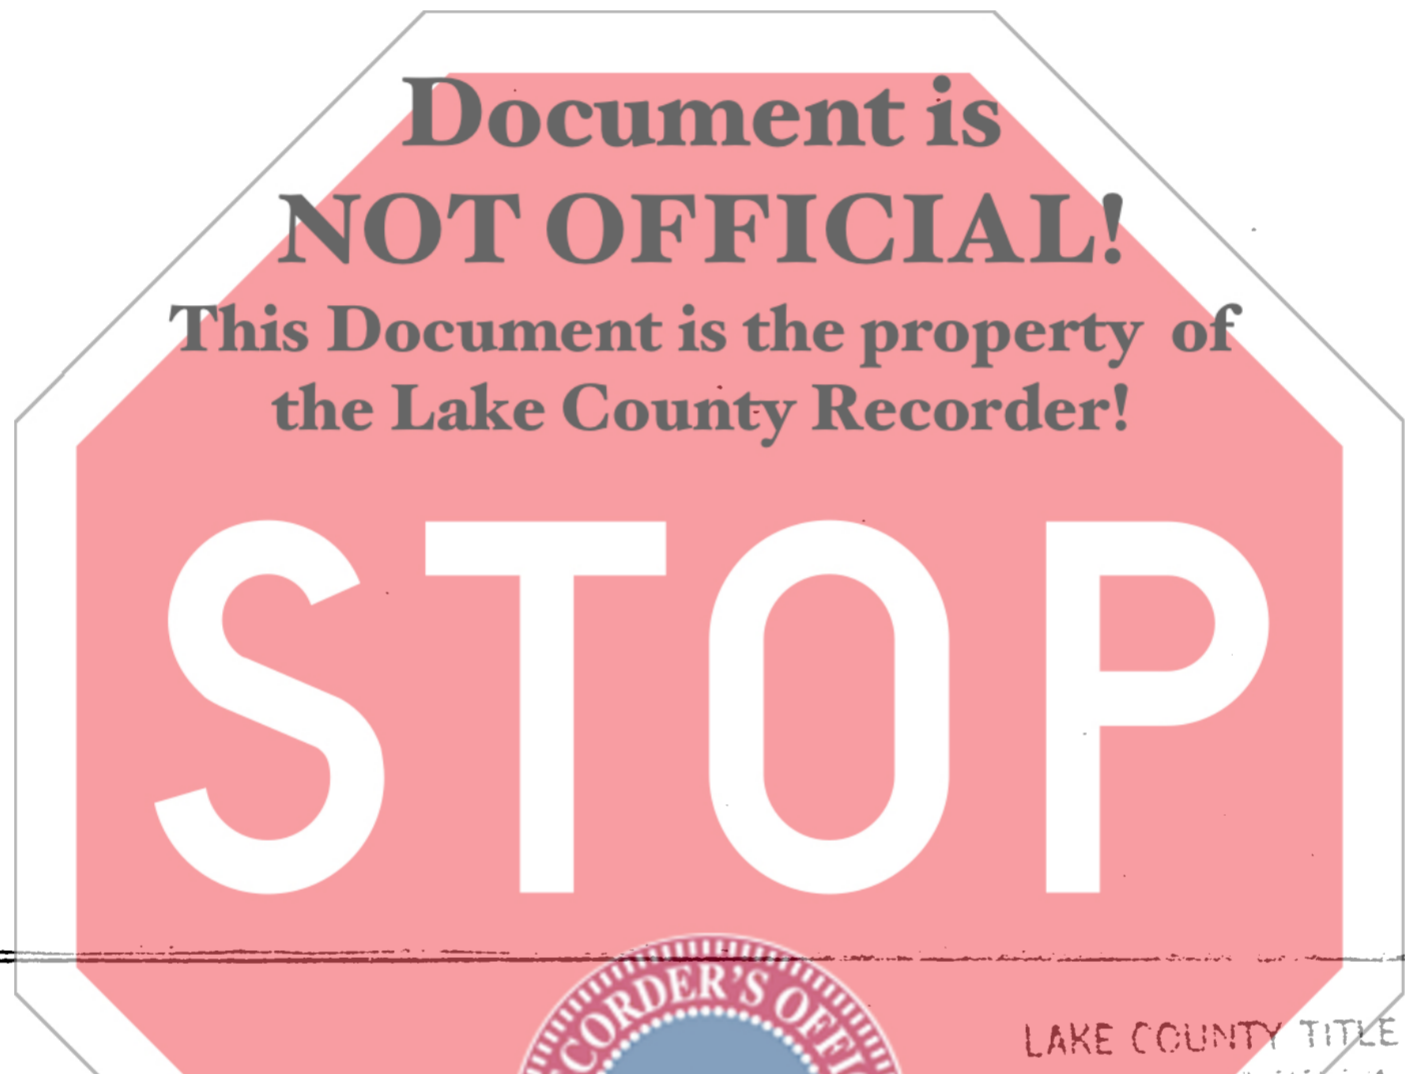 Document is
NOT OFFICIAL!
This Document is the property of
the Lake County Recorder!
STOP
CORDER'S OFFI
LAKE COUNTY TITLE